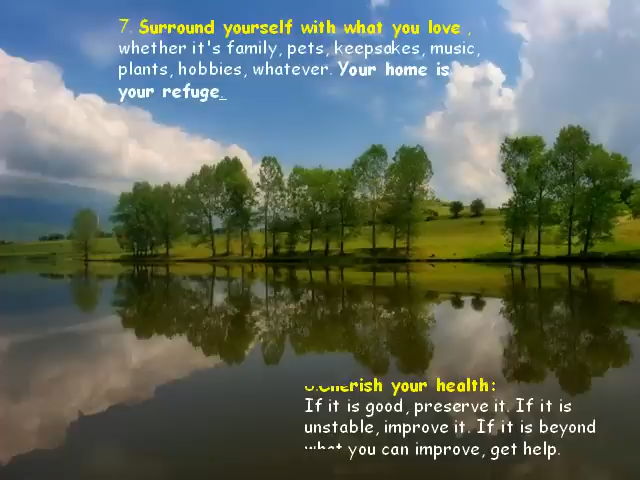 7. Surround yourself with what you love ,
whether it's family, pets, keepsakes, music,
plants, hobbies, whatever. Your home is
your refuge.
Cherish your health:
If it is good, preserve it. If it is
unstable, improve it. If it is beyond
what you can improve, get help.